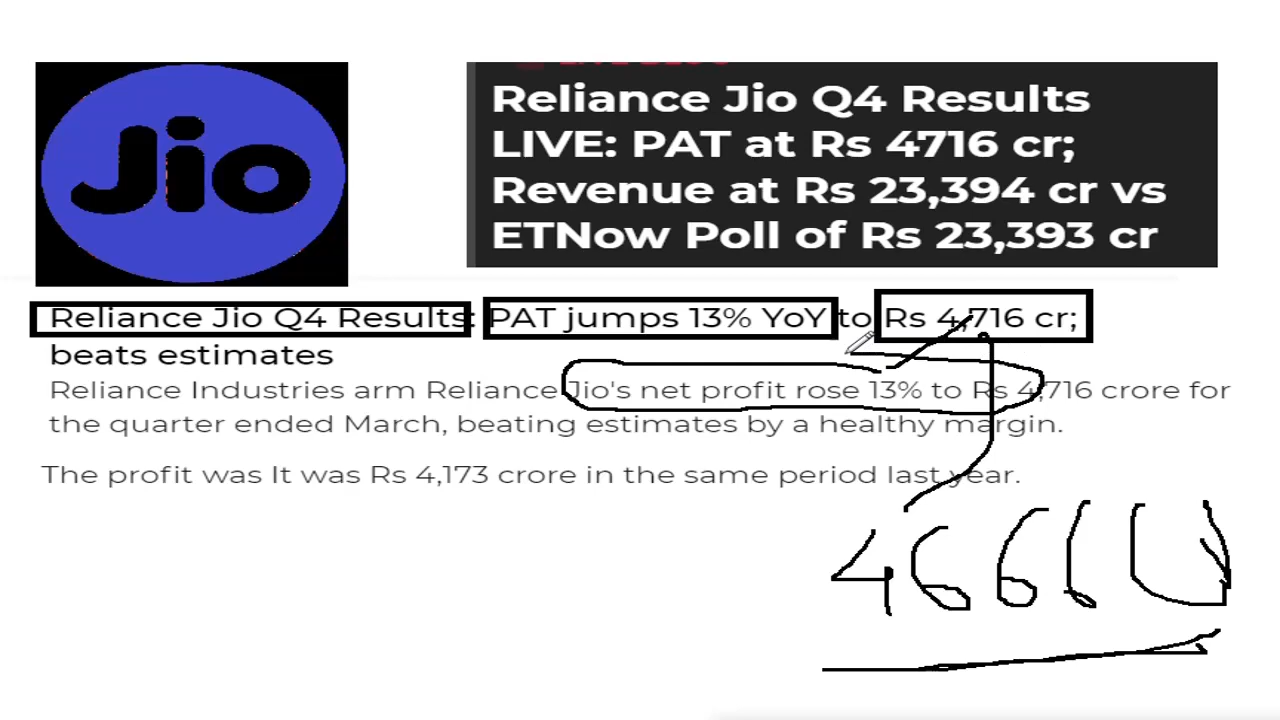 Jio
Reliance Jio Q4 Results
LIVE: PAT at Rs 4716 cr;
Revenue at Rs 23,394 cr vs
ETNow Poll of Rs 23,393 cr
Reliance Jio Q4 Results: PAT jumps 13% YoY to Rs 4,716 cr;
beats estimates
Reliance Industries arm Reliance Jio's net profit rose 13% to Rs 4,716 crore for
the quarter ended March, beating estimates by a healthy margin.
The profit was It was Rs 4,173 crore in the same period last year.